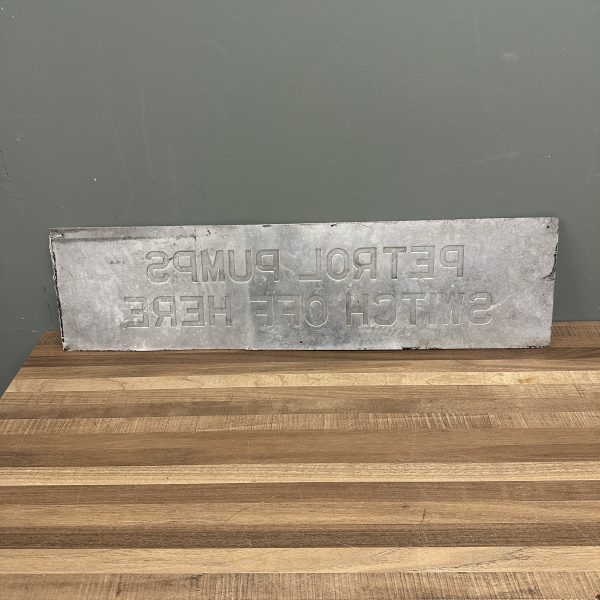 PETROL PUMPS
SWITCH OFF HERE